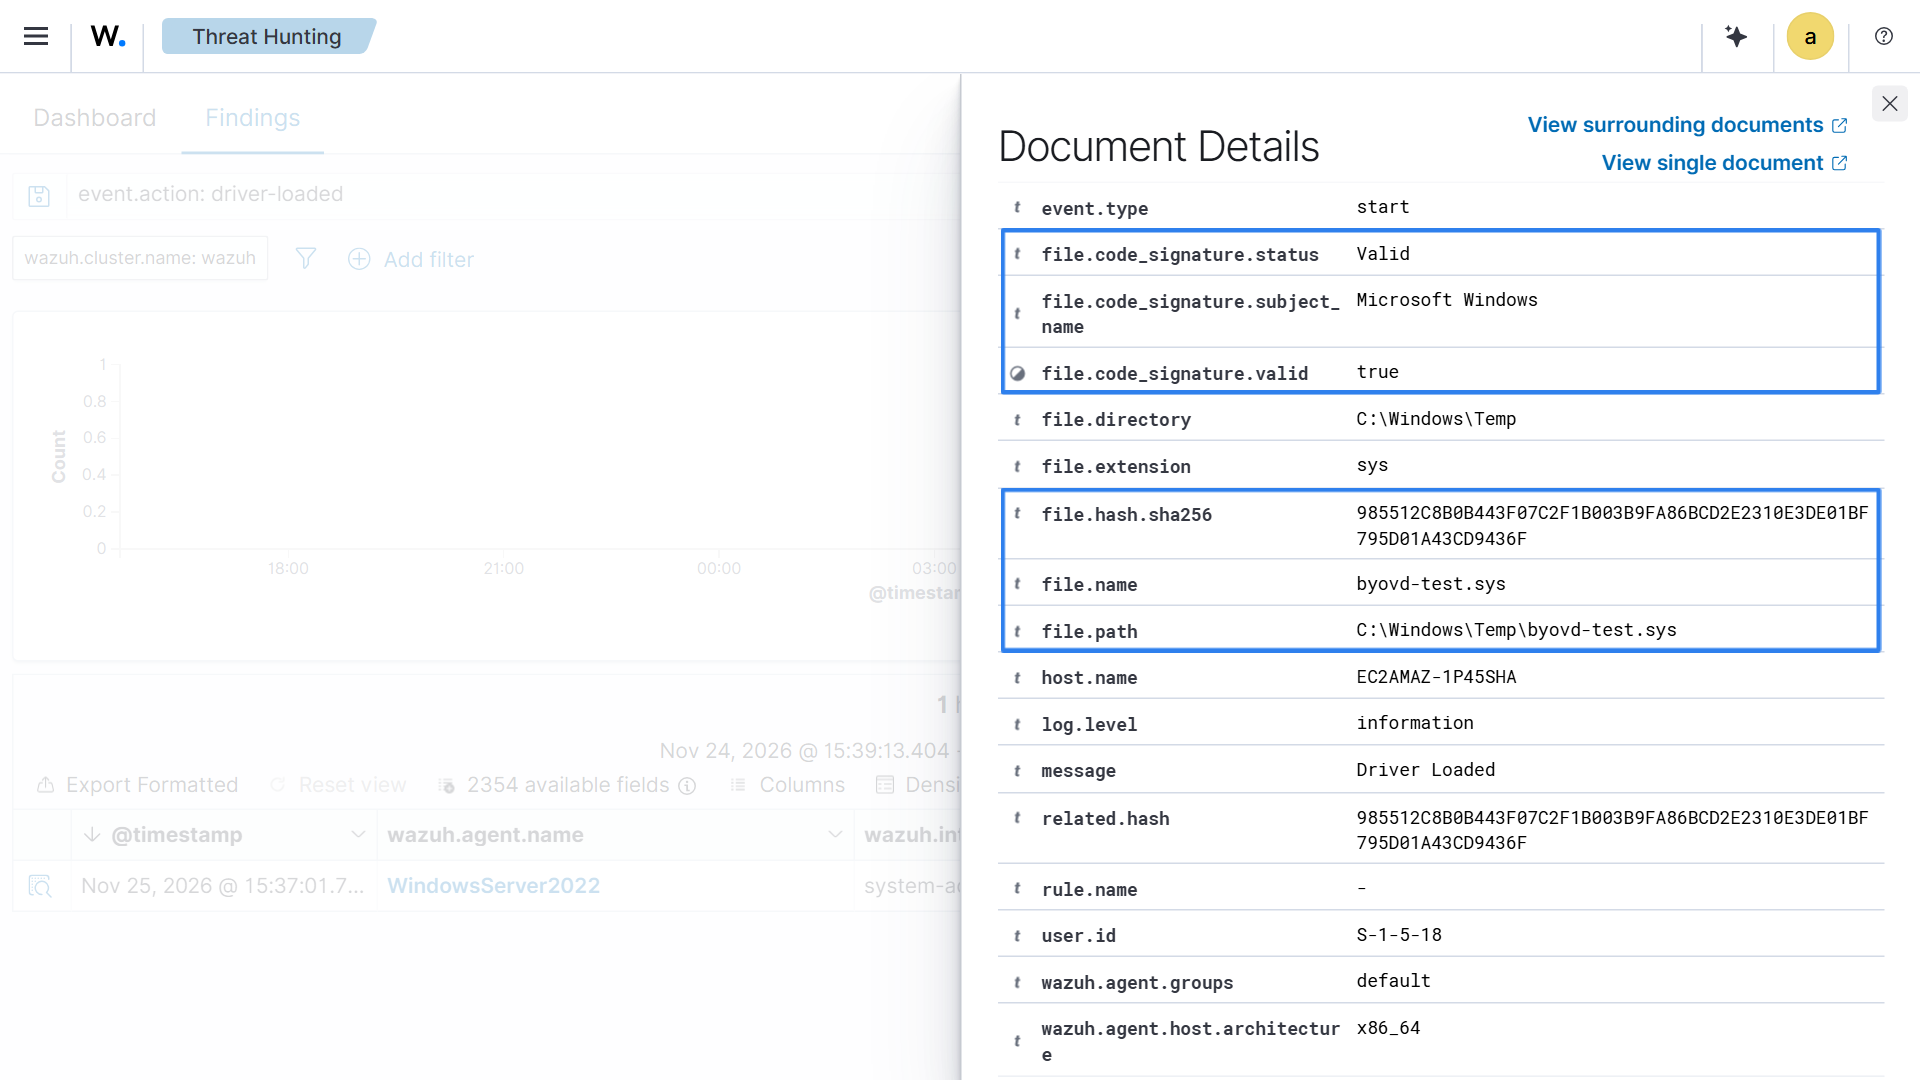 W.
Threat Hunting
a
Dashboard
Findings
event.action: driver-loaded
wazuh.cluster.name: wazuh
Add filter
Count
1
0.8
0.6
0.4
0.2
0
18:00
21:00
00:00
03:00
@timestam
1 h
Nov 24, 2026 @ 15:39:13.404 -
Export Formatted
Reset view
2354 available fields
Columns
Densi
@timestamp
wazuh.agent.name
wazuh.int
Nov 25, 2026 @ 15:37:01.7...
WindowsServer2022
system-ac
Document Details
View surrounding documents
View single document
t event.type start
t file.code_signature.status Valid
t file.code_signature.subject_ Microsoft Windows
name
file.code_signature.valid true
t file.directory C:\Windows\Temp
t file.extension sys
t file.hash.sha256 985512C8B0B443F07C2F1B003B9FA86BCD2E2310E3DE01BF
795D01A43CD9436F
t file.name byovd-test.sys
t file.path C:\Windows\Temp\byovd-test.sys
t host.name EC2AMAZ-1P45SHA
t log.level information
t message Driver Loaded
t related.hash 985512C8B0B443F07C2F1B003B9FA86BCD2E2310E3DE01BF
795D01A43CD9436F
t rule.name -
t user.id S-1-5-18
t wazuh.agent.groups default
t wazuh.agent.host.architectur x86_64
e